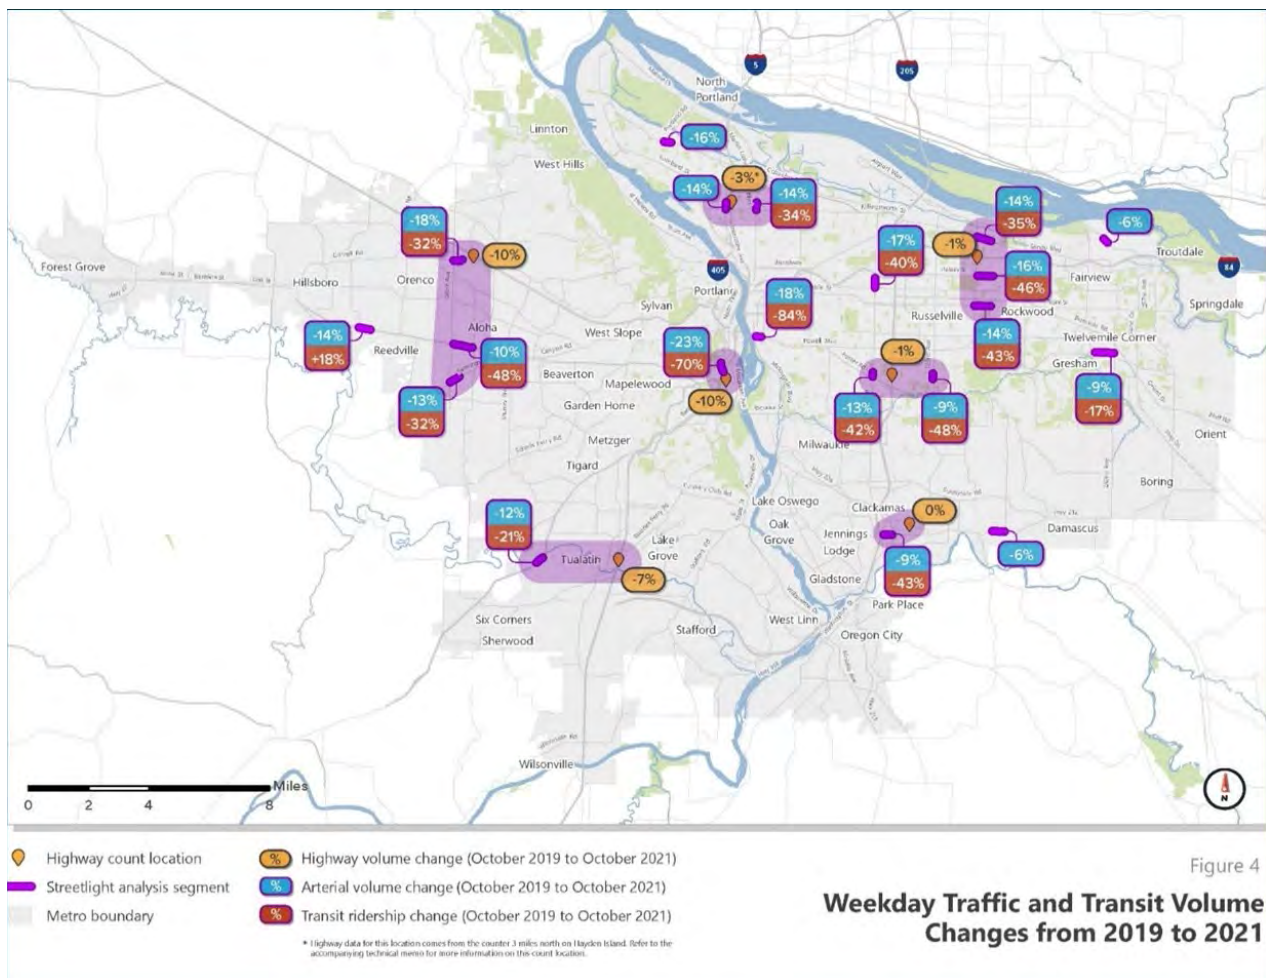 5
205
North
Portland
Linnton
-16%
West Hills
-3%*
-14%
-14%
-34%
-14%
-35%
-18%
-32%
-10%
-17%
-40%
-1%
-6%
Troutdale
84
Forest Grove
Hillsboro
Orenco
405
Portland
Sylvan
-16%
-46%
Fairview
Springdale
-18%
-84%
Russelville
Rockwood
-14%
+18%
Aloha
Reedville
-10%
-48%
West Slope
-23%
-70%
-1%
-14%
-43%
Twelvemile Corner
Gresham
Beaverton
Mapelewood
-10%
-13%
-32%
Garden Home
-13%
-42%
-9%
-48%
-9%
-17%
Metzger
Milwaukie
Orient
Tigard
Boring
-12%
-21%
Lake Oswego
Clackamas
0%
Oak
Grove
Jennings
Lodge
Damascus
Lake
Grove
Tualatin
-7%
-9%
-43%
-6%
Gladstone
Park Place
Six Corners
Sherwood
Stafford
West Linn
Oregon City
Wilsonville
Miles
0 2 4 8
N
Highway count location
Streetlight analysis segment
Metro boundary
% Highway volume change (October 2019 to October 2021)
% Arterial volume change (October 2019 to October 2021)
% Transit ridership change (October 2019 to October 2021)
* Highway data for this location comes from the counter 3 miles north on Hayden Island. Refer to the
accompanying technical memo for more information on this count location.
Figure 4
Weekday Traffic and Transit Volume
Changes from 2019 to 2021